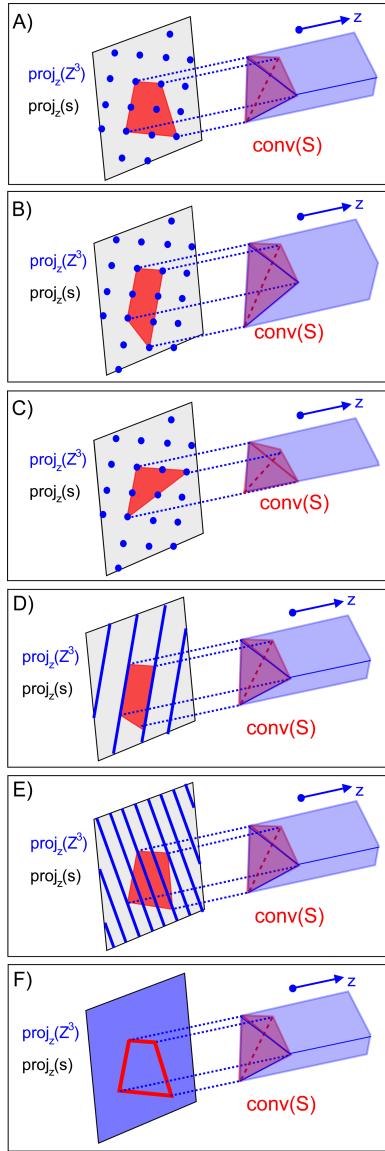 A)
z
proj_z(Z^3)
proj_z(s)
conv(S)
B)
z
proj_z(Z^3)
proj_z(s)
conv(S)
C)
z
proj_z(Z^3)
proj_z(s)
conv(S)
D)
z
proj_z(Z^3)
proj_z(s)
conv(S)
E)
z
proj_z(Z^3)
proj_z(s)
conv(S)
F)
z
proj_z(Z^3)
proj_z(s)
conv(S)